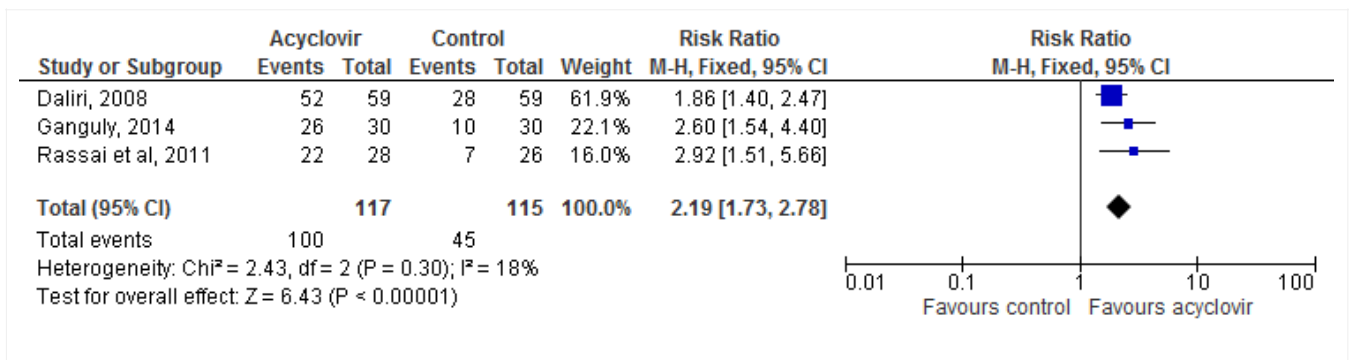 Acyclovir Control Risk Ratio Risk Ratio
Study or Subgroup Events Total Events Total Weight M-H, Fixed, 95% CI M-H, Fixed, 95% CI
Daliri, 2008 52 59 28 59 61.9% 1.86 [1.40, 2.47]
Ganguly, 2014 26 30 10 30 22.1% 2.60 [1.54, 4.40]
Rassai et al, 2011 22 28 7 26 16.0% 2.92 [1.51, 5.66]
Total (95% CI) 117 115 100.0% 2.19 [1.73, 2.78]
Total events 100 45
Heterogeneity: Chi² = 2.43, df = 2 (P = 0.30); I² = 18%
Test for overall effect: Z = 6.43 (P < 0.00001)
0.01 0.1 1 10 100
Favours control Favours acyclovir